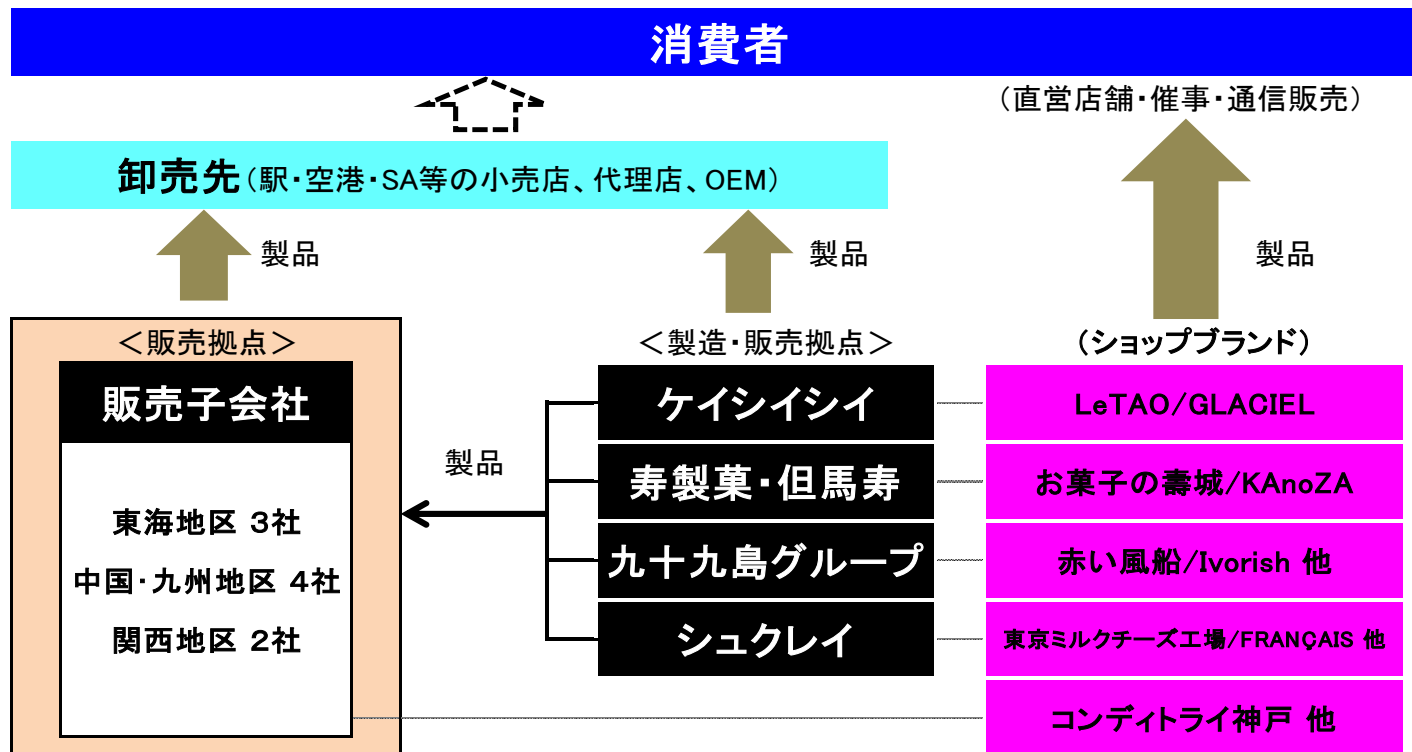 消費者
(直営店舗・催事・通信販売)
卸売先(駅・空港・SA等の小売店、代理店、OEM)
製品
製品
製品
＜販売拠点＞
販売子会社
東海地区 3社
中国・九州地区 4社
関西地区 2社
製品
＜製造・販売拠点＞
ケイシイシイ
寿製菓・但馬寿
九十九島グループ
シュクレイ
(ショップブランド)
LeTAO/GLACIEL
お菓子の壽城/KAnoZA
赤い風船/Ivorish 他
東京ミルクチーズ工場/FRANÇAIS 他
コンディトライ神戸 他